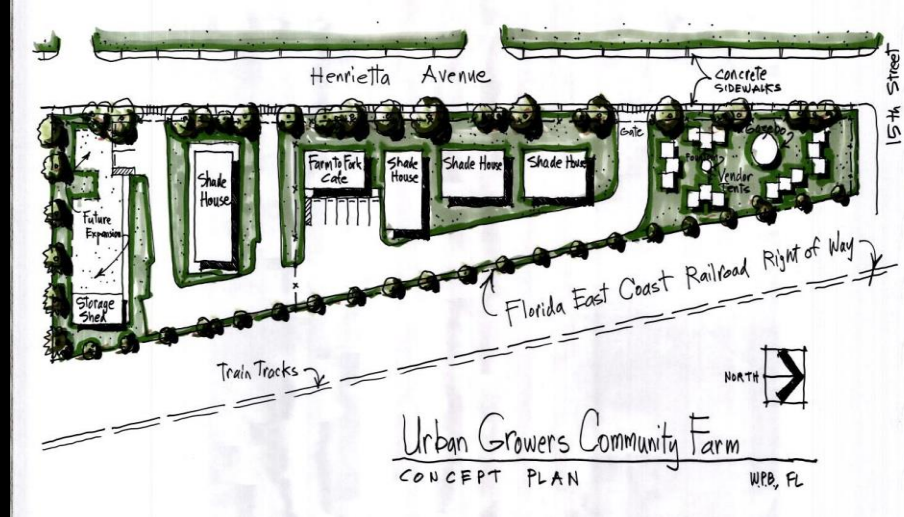 Henrietta Avenue
15th Street
Concrete
SIDEWALKS
Gate
Gazebo
Vendor
Tents
Farm to Fork
Cafe
Shade
House
Shade House
Shade House
Shade
House
Future
Expansion
Storage
Shed
Florida East Coast Railroad Right of Way
Train Tracks
NORTH
Urban Growers Community Farm
CONCEPT PLAN
W.P.B., FL